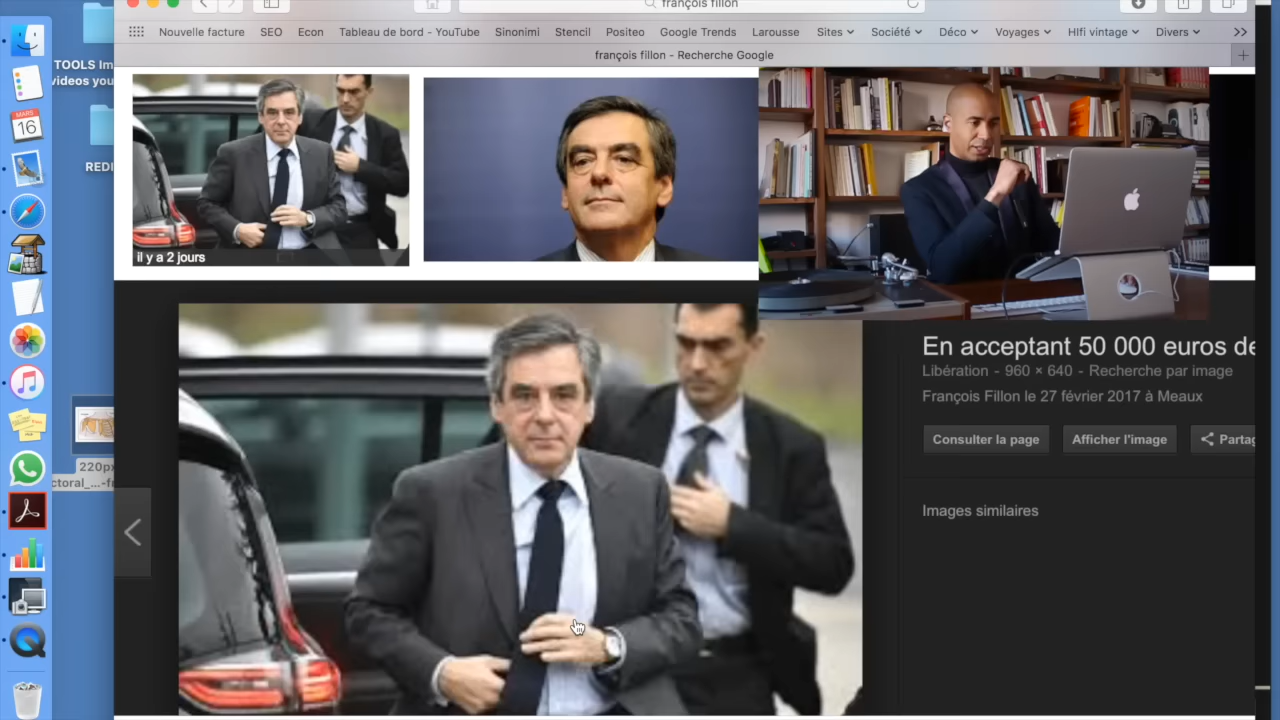 françois fillon
Nouvelle facture SEO Econ Tableau de bord - YouTube Sinonimi Stencil Positeo Google Trends Larousse Sites Société Déco Voyages HIfi vintage Divers
françois fillon - Recherche Google
TOOLS Im
videos you
MARS
16
REDI
il y a 2 jours
En acceptant 50 000 euros de
Libération - 960 × 640 - Recherche par image
François Fillon le 27 février 2017 à Meaux
Consulter la page Afficher l'image Partag
Images similaires
220px
ctoral_...-fr